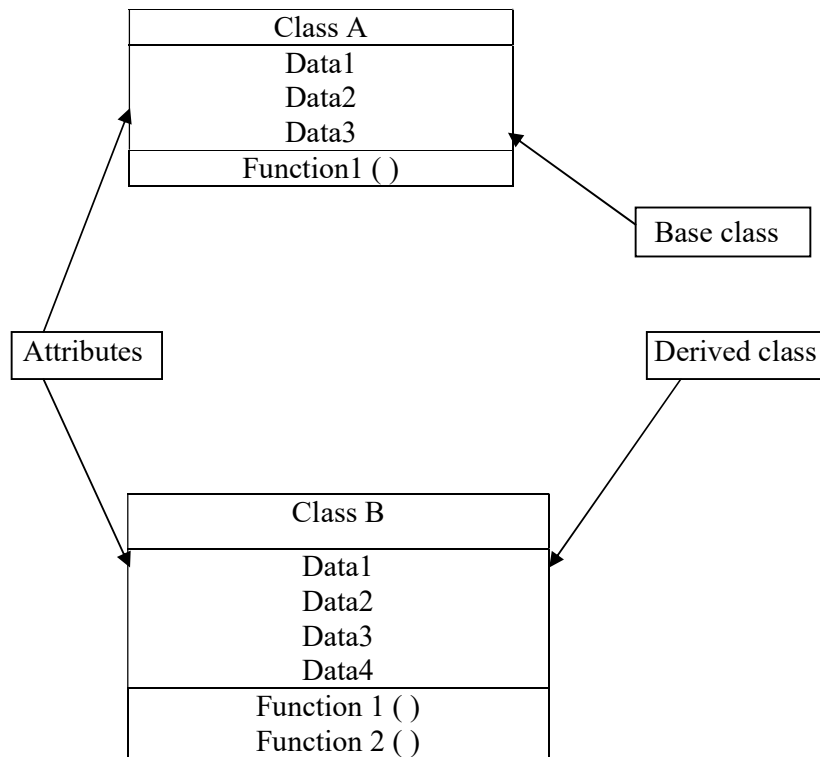 Class A
Data1
Data2
Data3
Function1 ( )
Base class
Attributes
Derived class
Class B
Data1
Data2
Data3
Data4
Function 1 ( )
Function 2 ( )